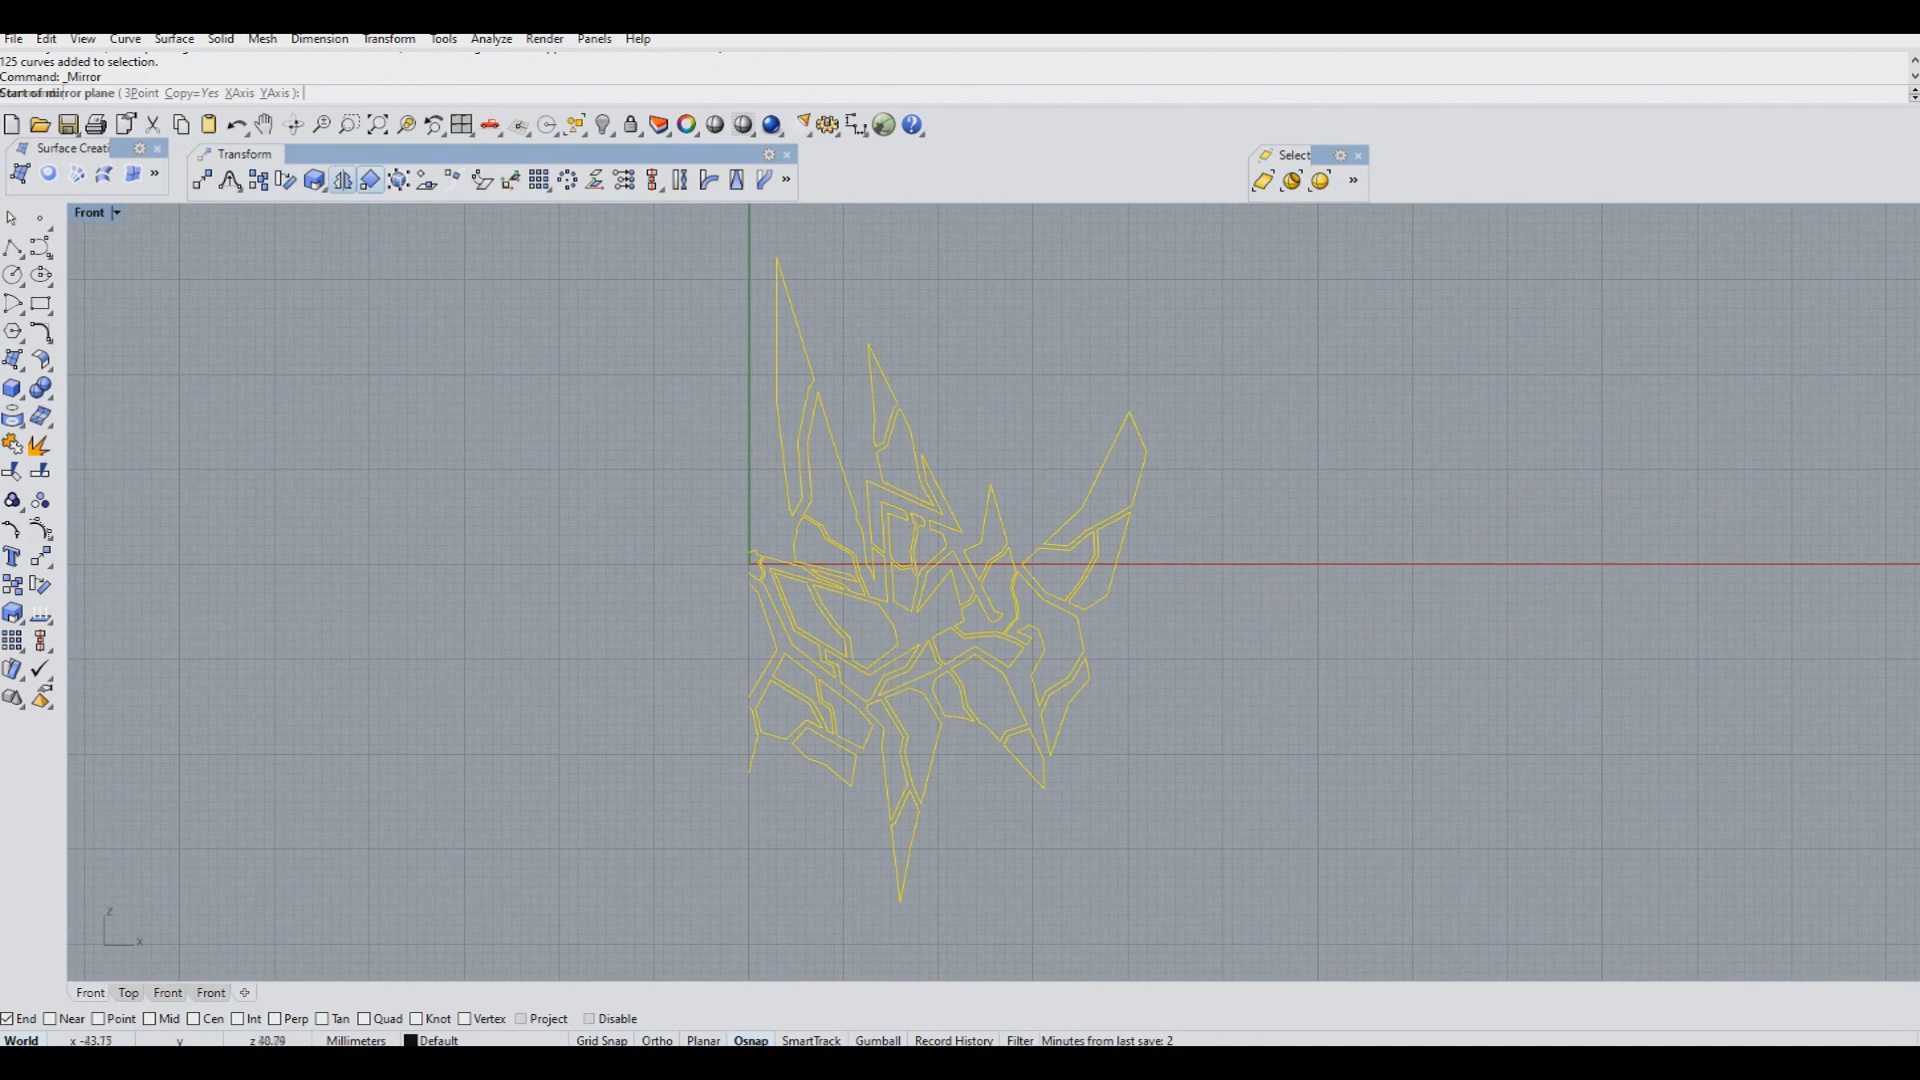 File Edit View Curve Surface Solid Mesh Dimension Transform Tools Analyze Render Panels Help
125 curves added to selection.
Command: _Mirror
Start of mirror plane ( 3Point Copy=Yes XAxis YAxis ):
Surface Creati
Transform
Select
Front
z
x
Front Top Front Front
End Near Point Mid Cen Int Perp Tan Quad Knot Vertex Project Disable
World x -43.75 y z 40.79 Millimeters Default Grid Snap Ortho Planar Osnap SmartTrack Gumball Record History Filter Minutes from last save: 2